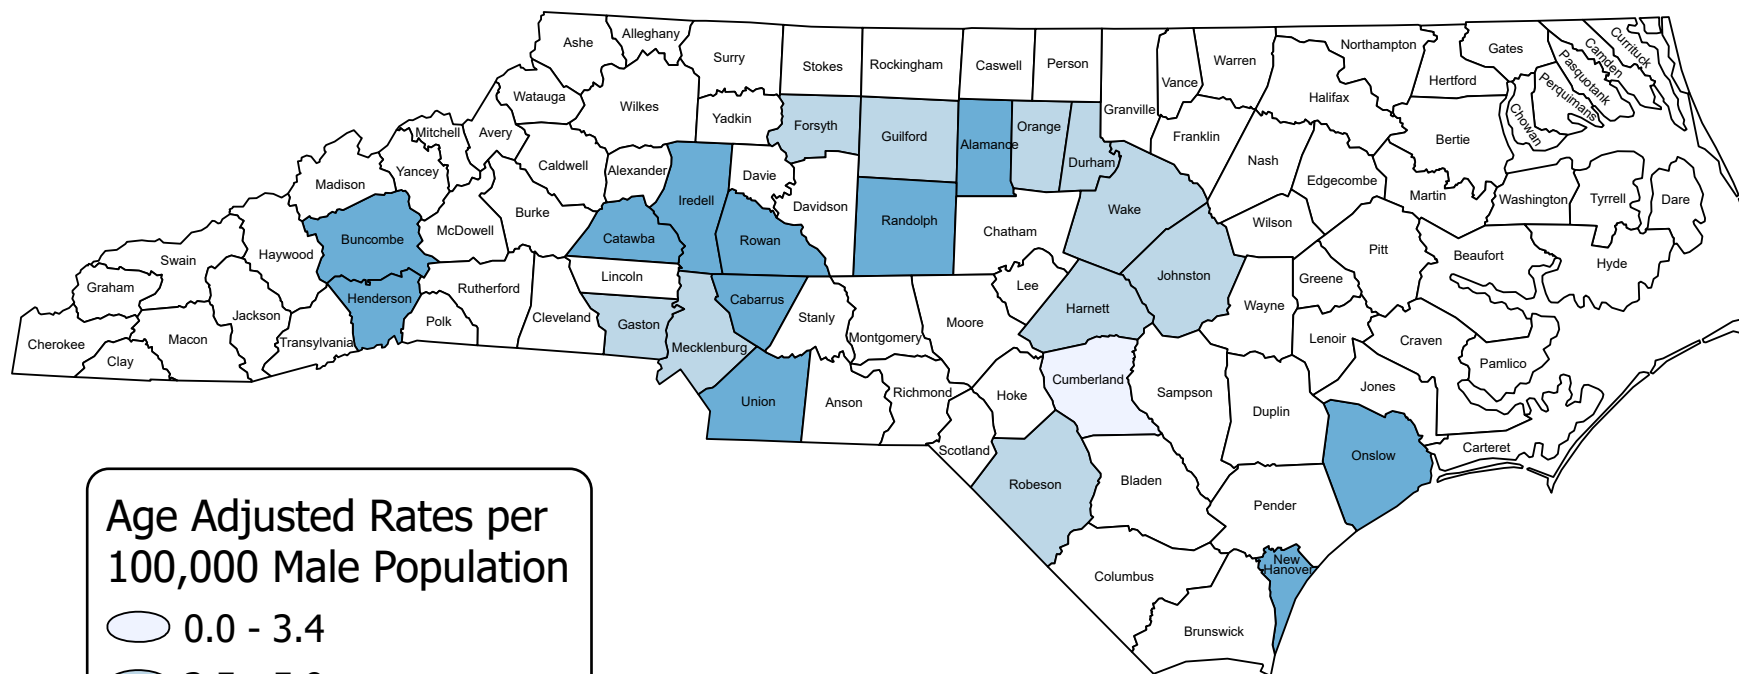 Ashe
Alleghany
Surry
Stokes
Rockingham
Caswell
Person
Vance
Warren
Northampton
Gates
Currituck
Camden
Pasquotank
Perquimans
Chowan
Hertford
Halifax
Granville
Watauga
Wilkes
Yadkin
Forsyth
Guilford
Alamance
Orange
Durham
Franklin
Nash
Bertie
Mitchell
Avery
Yancey
Madison
Caldwell
Alexander
Iredell
Davie
Davidson
Randolph
Chatham
Wake
Edgecombe
Martin
Washington
Tyrrell
Dare
Burke
McDowell
Buncombe
Haywood
Swain
Graham
Catawba
Rowan
Wilson
Pitt
Beaufort
Hyde
Johnston
Lee
Harnett
Wayne
Greene
Lincoln
Rutherford
Henderson
Polk
Cleveland
Gaston
Mecklenburg
Cabarrus
Stanly
Montgomery
Moore
Cherokee
Clay
Macon
Jackson
Transylvania
Lenoir
Craven
Pamlico
Jones
Union
Anson
Richmond
Hoke
Cumberland
Sampson
Duplin
Scotland
Robeson
Bladen
Onslow
Carteret
Pender
New
Hanover
Columbus
Brunswick
Age Adjusted Rates per
100,000 Male Population
0.0 - 3.4